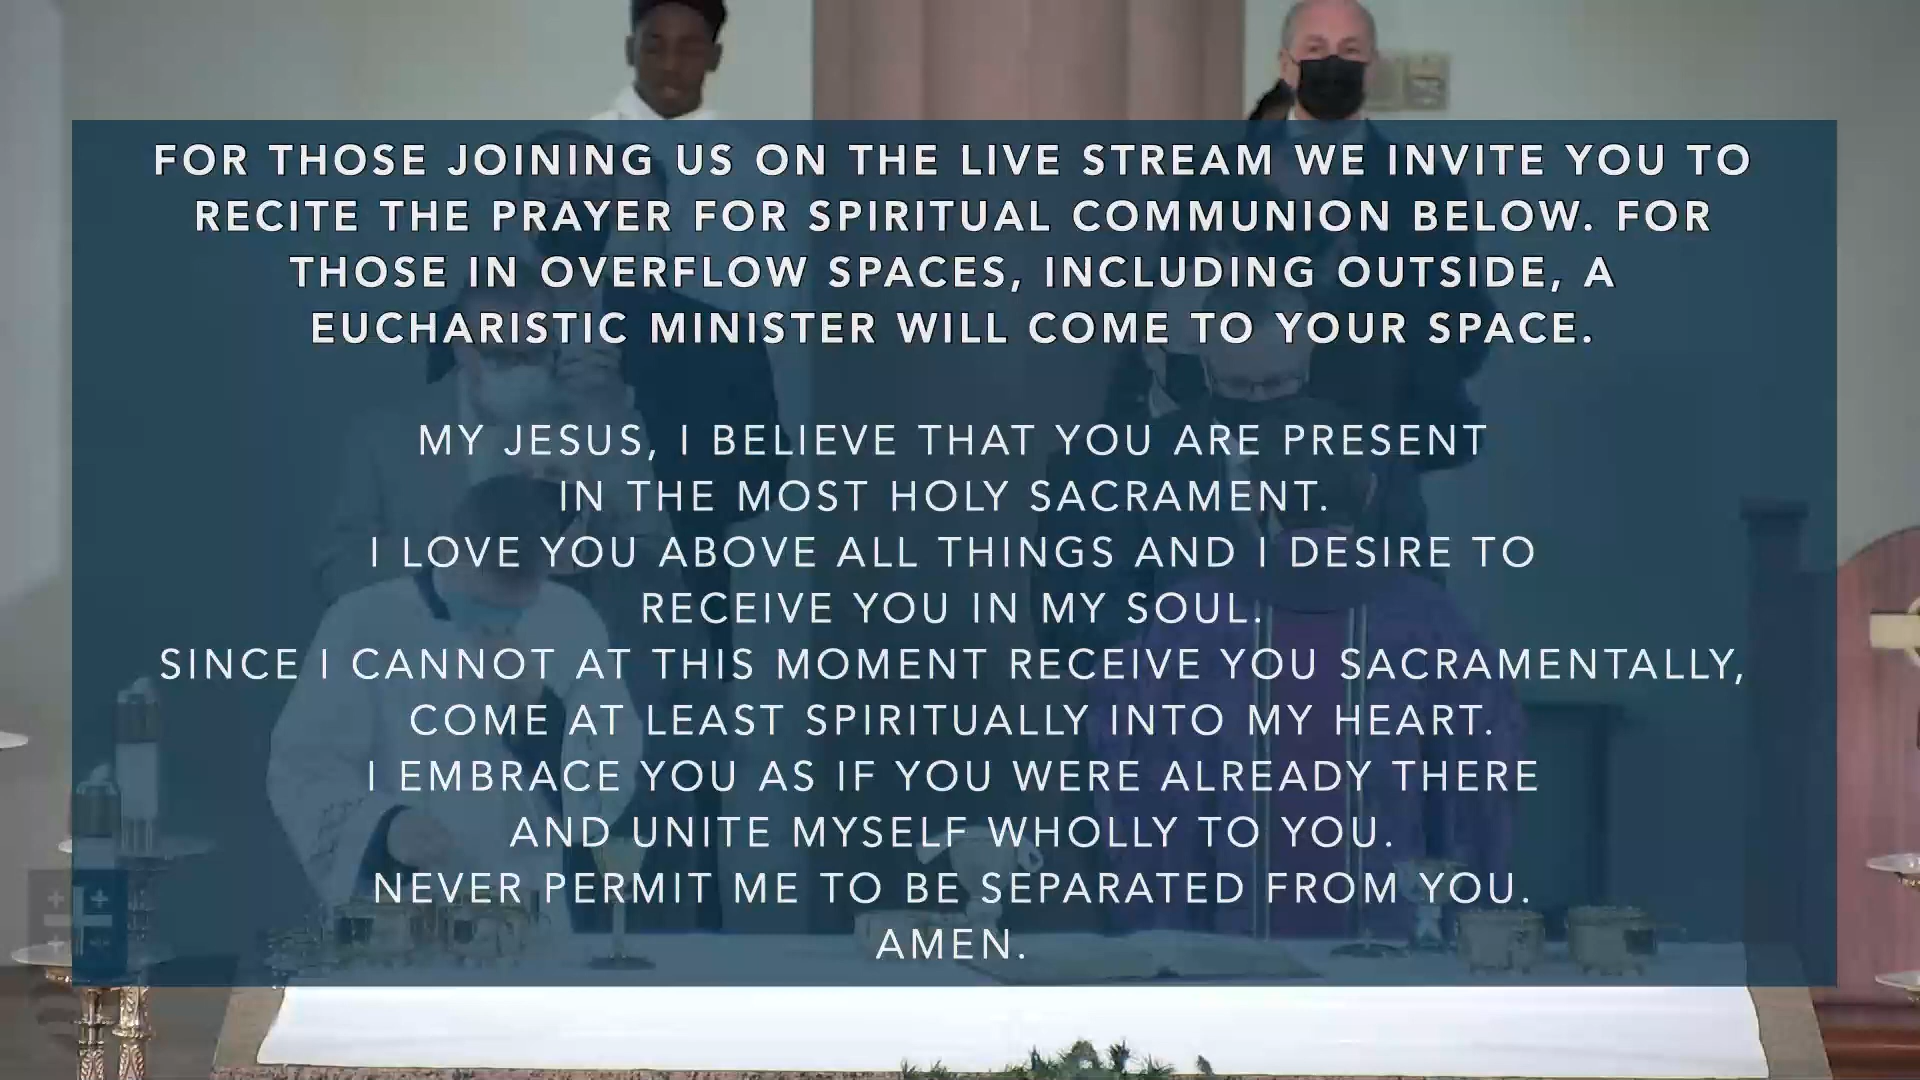 FOR THOSE JOINING US ON THE LIVE STREAM WE INVITE YOU TO
RECITE THE PRAYER FOR SPIRITUAL COMMUNION BELOW. FOR
THOSE IN OVERFLOW SPACES, INCLUDING OUTSIDE, A
EUCHARISTIC MINISTER WILL COME TO YOUR SPACE.
MY JESUS, I BELIEVE THAT YOU ARE PRESENT
IN THE MOST HOLY SACRAMENT.
I LOVE YOU ABOVE ALL THINGS AND I DESIRE TO
RECEIVE YOU IN MY SOUL.
SINCE I CANNOT AT THIS MOMENT RECEIVE YOU SACRAMENTALLY,
COME AT LEAST SPIRITUALLY INTO MY HEART.
I EMBRACE YOU AS IF YOU WERE ALREADY THERE
AND UNITE MYSELF WHOLLY TO YOU.
NEVER PERMIT ME TO BE SEPARATED FROM YOU.
AMEN.